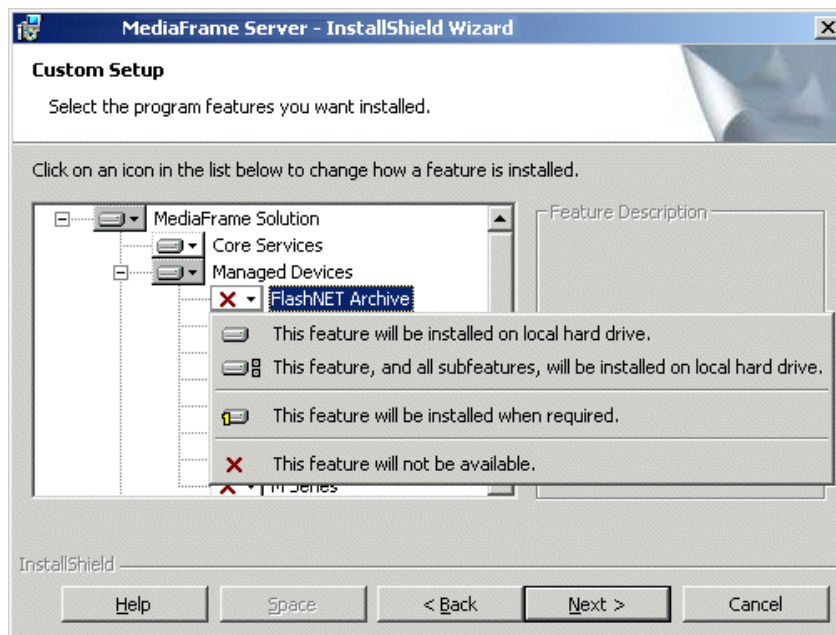 MediaFrame Server - InstallShield Wizard
Custom Setup
Select the program features you want installed.
Click on an icon in the list below to change how a feature is installed.
MediaFrame Solution
Core Services
Managed Devices
FlashNET Archive
This feature will be installed on local hard drive.
This feature, and all subfeatures, will be installed on local hard drive.
This feature will be installed when required.
This feature will not be available.
M Series
Feature Description
InstallShield
Help
Space
< Back
Next >
Cancel